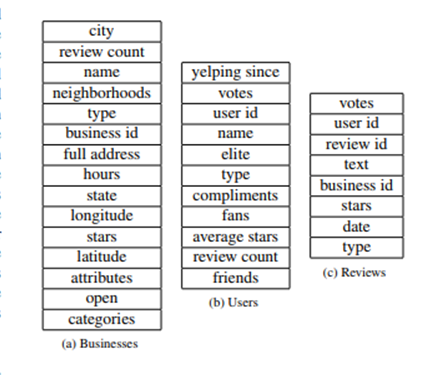 city
review count
name
neighborhoods
type
business id
full address
hours
state
longitude
stars
latitude
attributes
open
categories
(a) Businesses
yelping since
votes
user id
name
elite
type
compliments
fans
average stars
review count
friends
(b) Users
votes
user id
review id
text
business id
stars
date
type
(c) Reviews